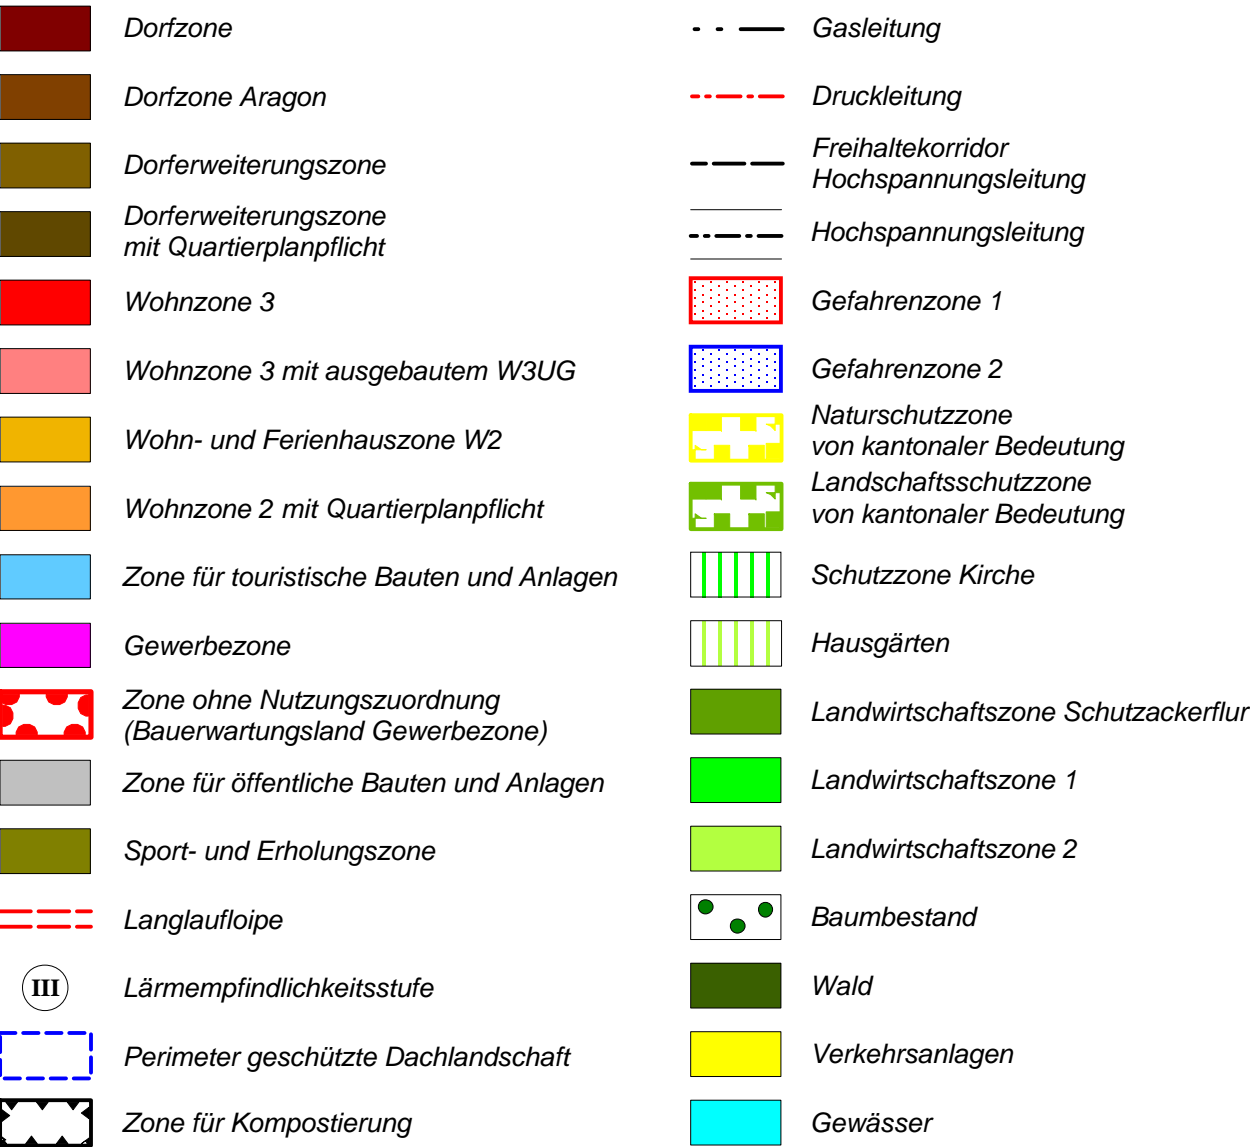 Dorfzone
Dorfzone Aragon
Dorferweiterungszone
Dorferweiterungszone
mit Quartierplanpflicht
Wohnzone 3
Wohnzone 3 mit ausgebautem W3UG
Wohn- und Ferienhauszone W2
Wohnzone 2 mit Quartierplanpflicht
Zone für touristische Bauten und Anlagen
Gewerbezone
Zone ohne Nutzungszuordnung
(Bauerwartungsland Gewerbezone)
Zone für öffentliche Bauten und Anlagen
Sport- und Erholungszone
Langlaufloipe
III
Lärmempfindlichkeitsstufe
Perimeter geschützte Dachlandschaft
Zone für Kompostierung
Gasleitung
Druckleitung
Freihaltekorridor
Hochspannungsleitung
Hochspannungsleitung
Gefahrenzone 1
Gefahrenzone 2
Naturschutzzone
von kantonaler Bedeutung
Landschaftsschutzzone
von kantonaler Bedeutung
Schutzzone Kirche
Hausgärten
Landwirtschaftszone Schutzackerflur
Landwirtschaftszone 1
Landwirtschaftszone 2
Baumbestand
Wald
Verkehrsanlagen
Gewässer